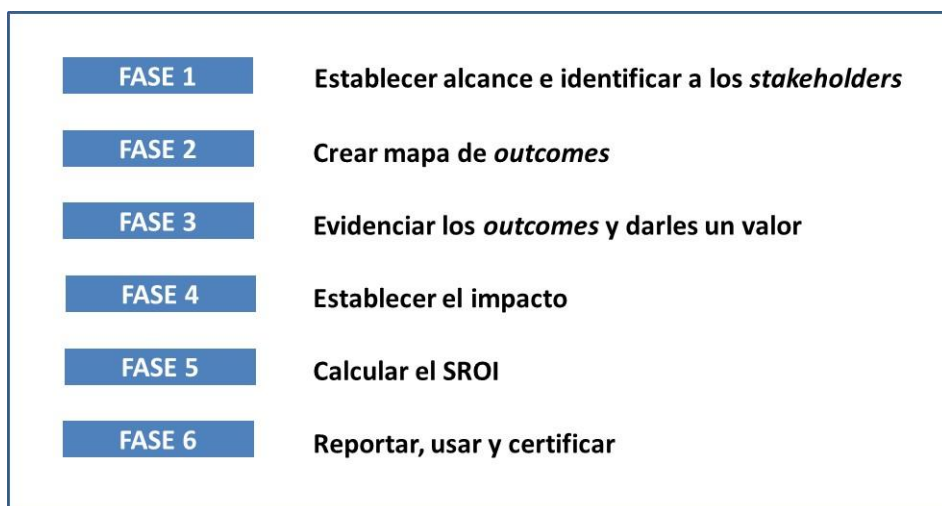 FASE 1 Establecer alcance e identificar a los stakeholders
FASE 2 Crear mapa de outcomes
FASE 3 Evidenciar los outcomes y darles un valor
FASE 4 Establecer el impacto
FASE 5 Calcular el SROI
FASE 6 Reportar, usar y certificar